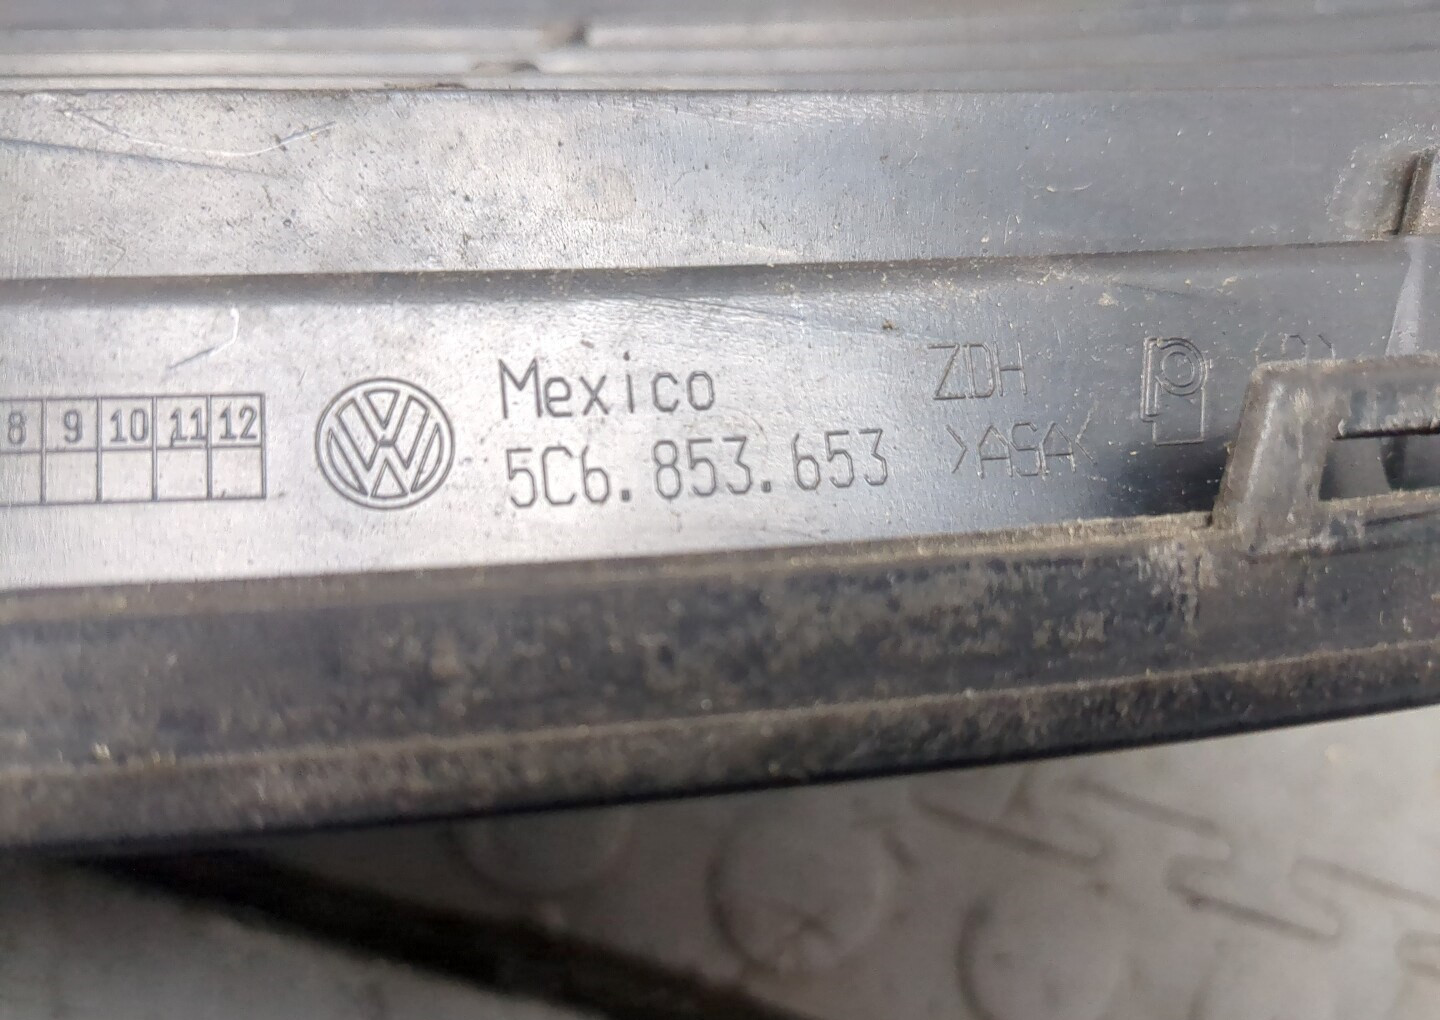 8 9 10 11 12
Mexico
5C6.853.653
ZDH
>ASA<